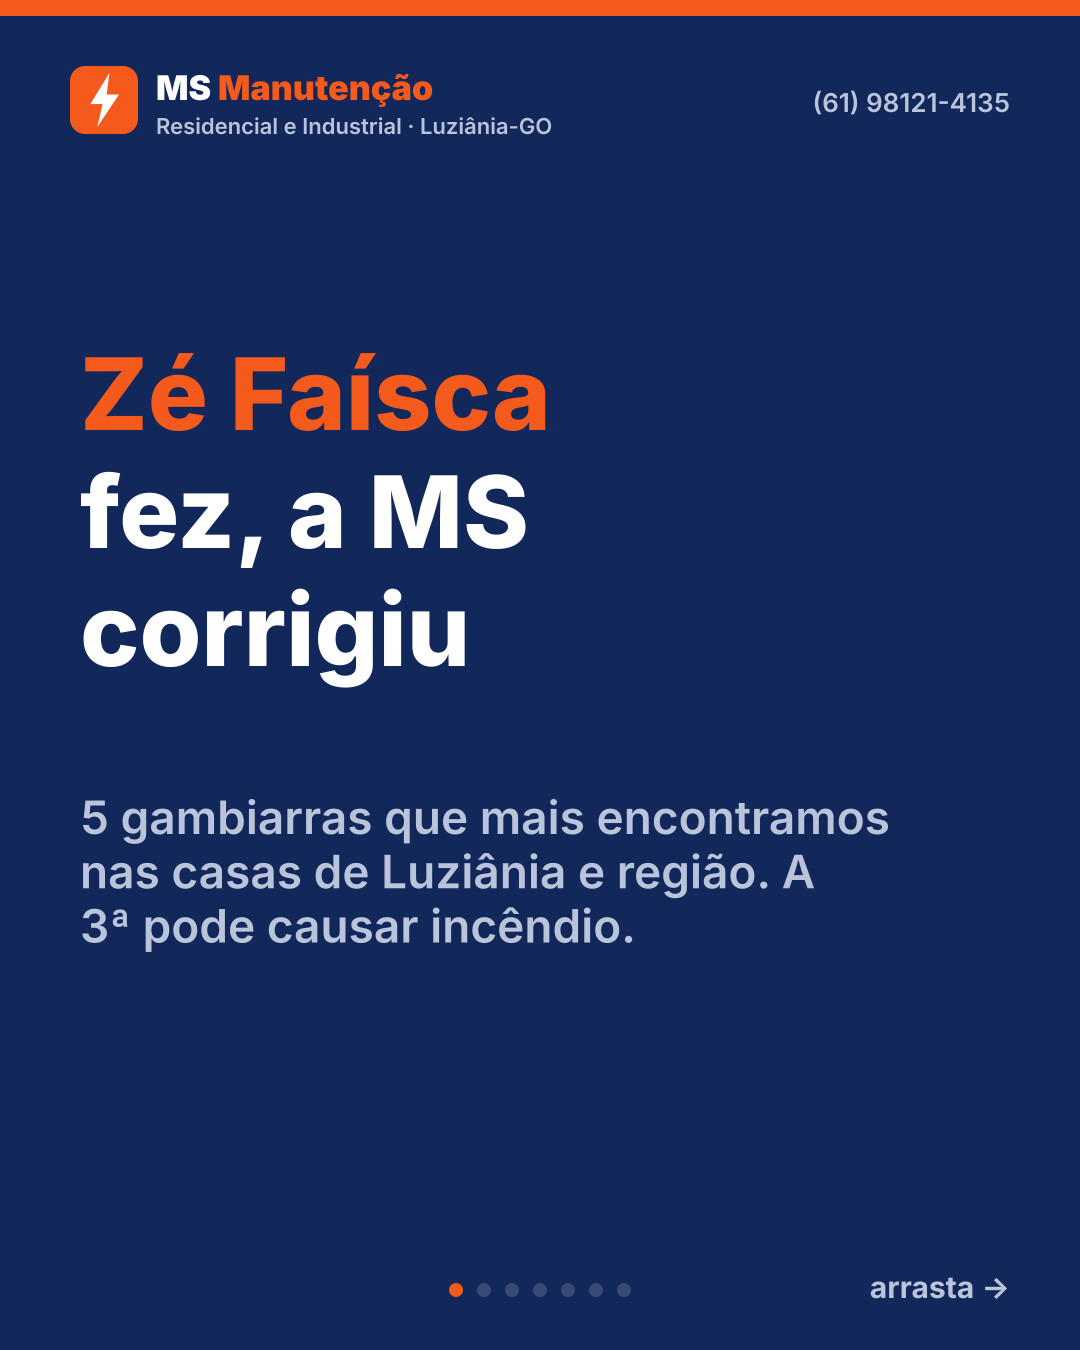 MS Manutenção
Residencial e Industrial · Luziânia-GO
(61) 98121-4135
Zé Faísca
fez, a MS
corrigiu
5 gambiarras que mais encontramos
nas casas de Luziânia e região. A
3ª pode causar incêndio.
arrasta →